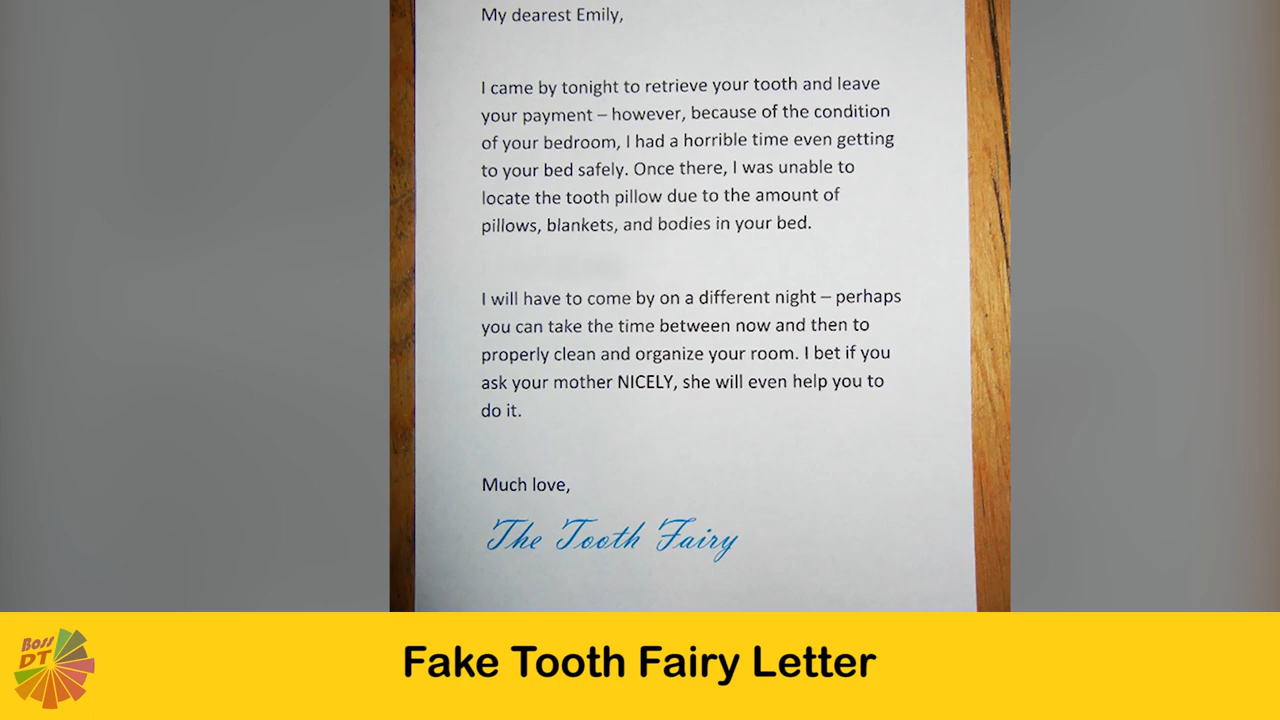 My dearest Emily,
I came by tonight to retrieve your tooth and leave
your payment – however, because of the condition
of your bedroom, I had a horrible time even getting
to your bed safely. Once there, I was unable to
locate the tooth pillow due to the amount of
pillows, blankets, and bodies in your bed.
I will have to come by on a different night – perhaps
you can take the time between now and then to
properly clean and organize your room. I bet if you
ask your mother NICELY, she will even help you to
do it.
Much love,
The Tooth Fairy
Boss
DT
Fake Tooth Fairy Letter